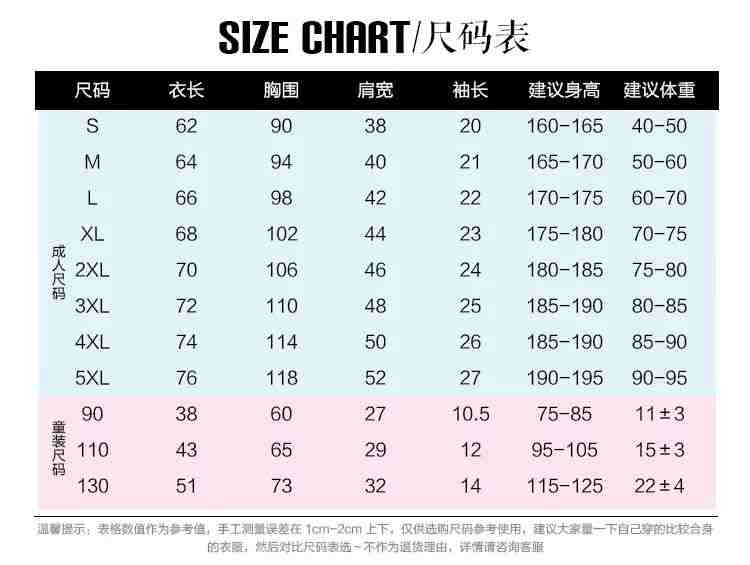 SIZE CHART/尺码表
尺码 衣长 胸围 肩宽 袖长 建议身高 建议体重
成人尺码
S 62 90 38 20 160-165 40-50
M 64 94 40 21 165-170 50-60
L 66 98 42 22 170-175 60-70
XL 68 102 44 23 175-180 70-75
2XL 70 106 46 24 180-185 75-80
3XL 72 110 48 25 185-190 80-85
4XL 74 114 50 26 185-190 85-90
5XL 76 118 52 27 190-195 90-95
童装尺码
90 38 60 27 10.5 75-85 11±3
110 43 65 29 12 95-105 15±3
130 51 73 32 14 115-125 22±4
温馨提示：表格数值作为参考值，手工测量误差在1cm-2cm上下，仅供选购尺码参考使用，建议大家量一下自己穿的比较合身
的衣服，然后对比尺码表选~不作为退货理由，详情请咨询客服